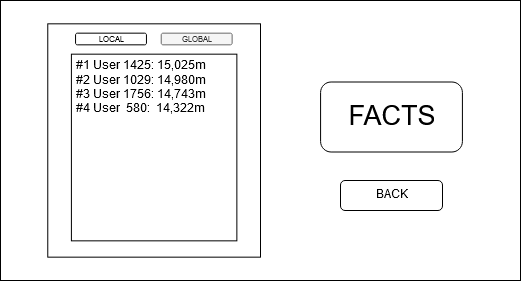 LOCAL GLOBAL
#1 User 1425: 15,025m
#2 User 1029: 14,980m
#3 User 1756: 14,743m
#4 User 580: 14,322m
FACTS
BACK